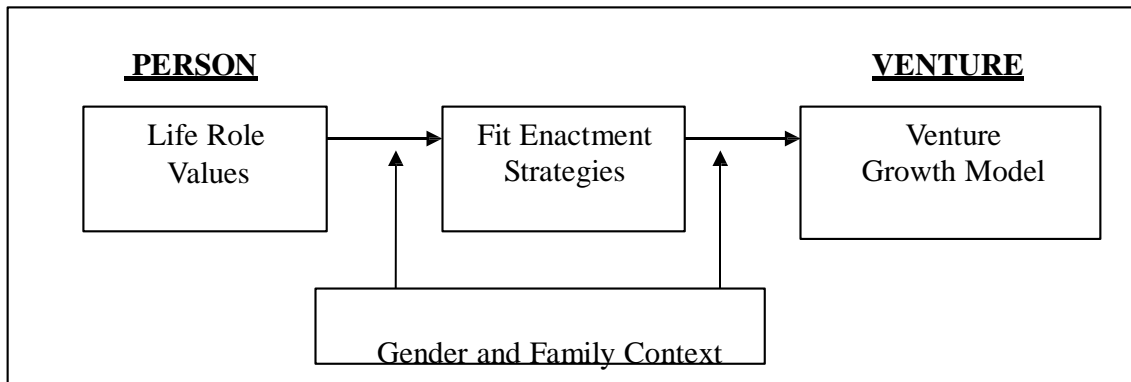 PERSON
VENTURE
Life Role
Values
Fit Enactment
Strategies
Venture
Growth Model
Gender and Family Context